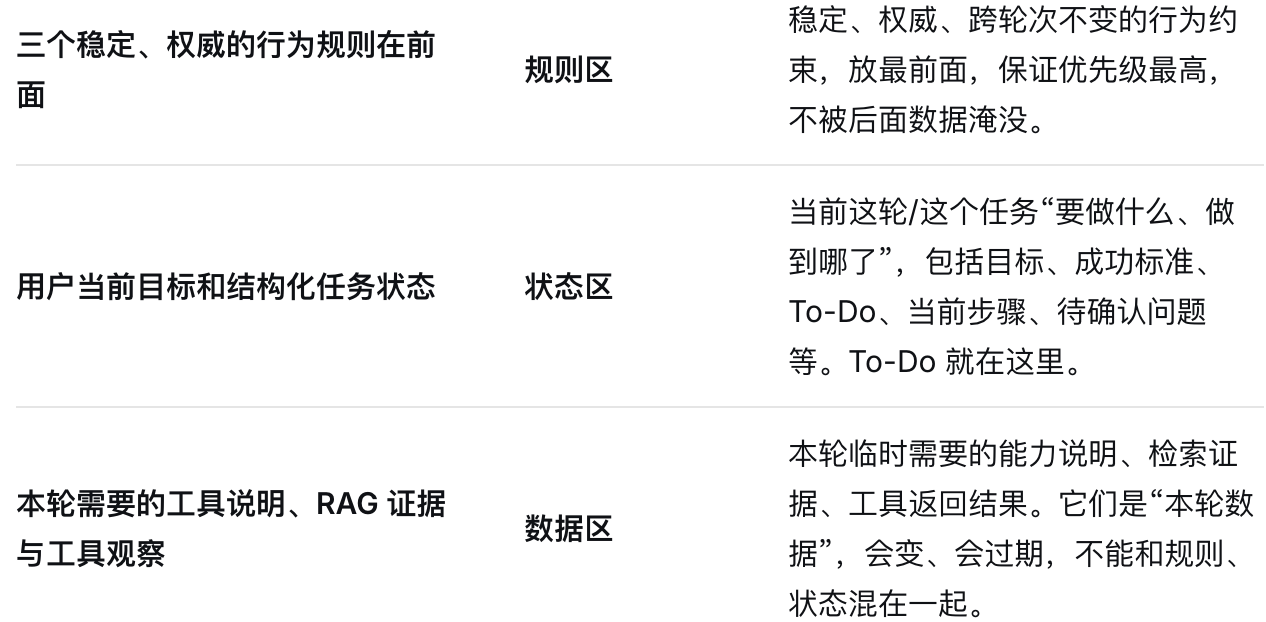 三个稳定、权威的行为规则在前
面
规则区
稳定、权威、跨轮次不变的行为约
束，放最前面，保证优先级最高，
不被后面数据淹没。
用户当前目标和结构化任务状态
状态区
当前这轮/这个任务“要做什么、做
到哪了”，包括目标、成功标准、
To-Do、当前步骤、待确认问题
等。To-Do 就在这里。
本轮需要的工具说明、RAG 证据
与工具观察
数据区
本轮临时需要的能力说明、检索证
据、工具返回结果。它们是“本轮数
据”，会变、会过期，不能和规则、
状态混在一起。